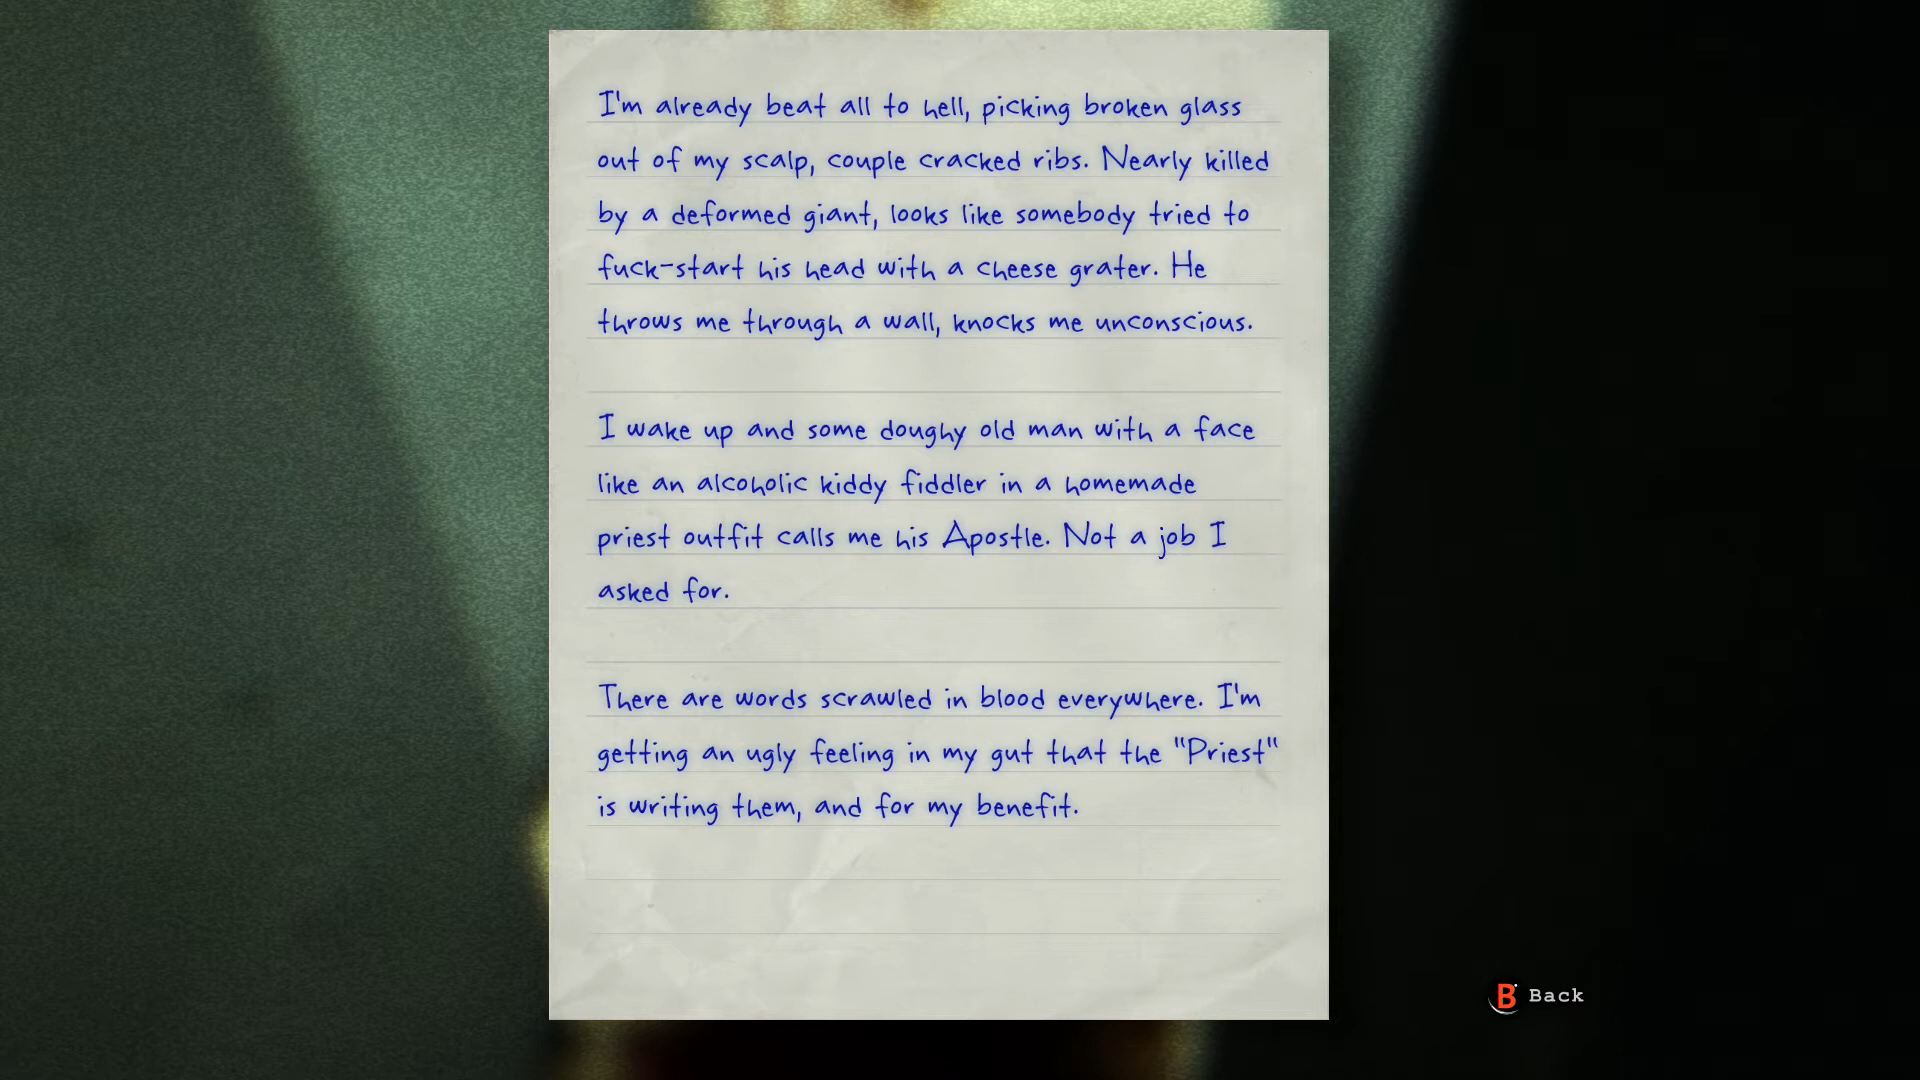 I'm already beat all to hell, picking broken glass
out of my scalp, couple cracked ribs. Nearly killed
by a deformed giant, looks like somebody tried to
fuck-start his head with a cheese grater. He
throws me through a wall, knocks me unconscious.
I wake up and some doughy old man with a face
like an alcoholic kiddy fiddler in a homemade
priest outfit calls me his Apostle. Not a job I
asked for.
There are words scrawled in blood everywhere. I'm
getting an ugly feeling in my gut that the "Priest"
is writing them, and for my benefit.
B Back